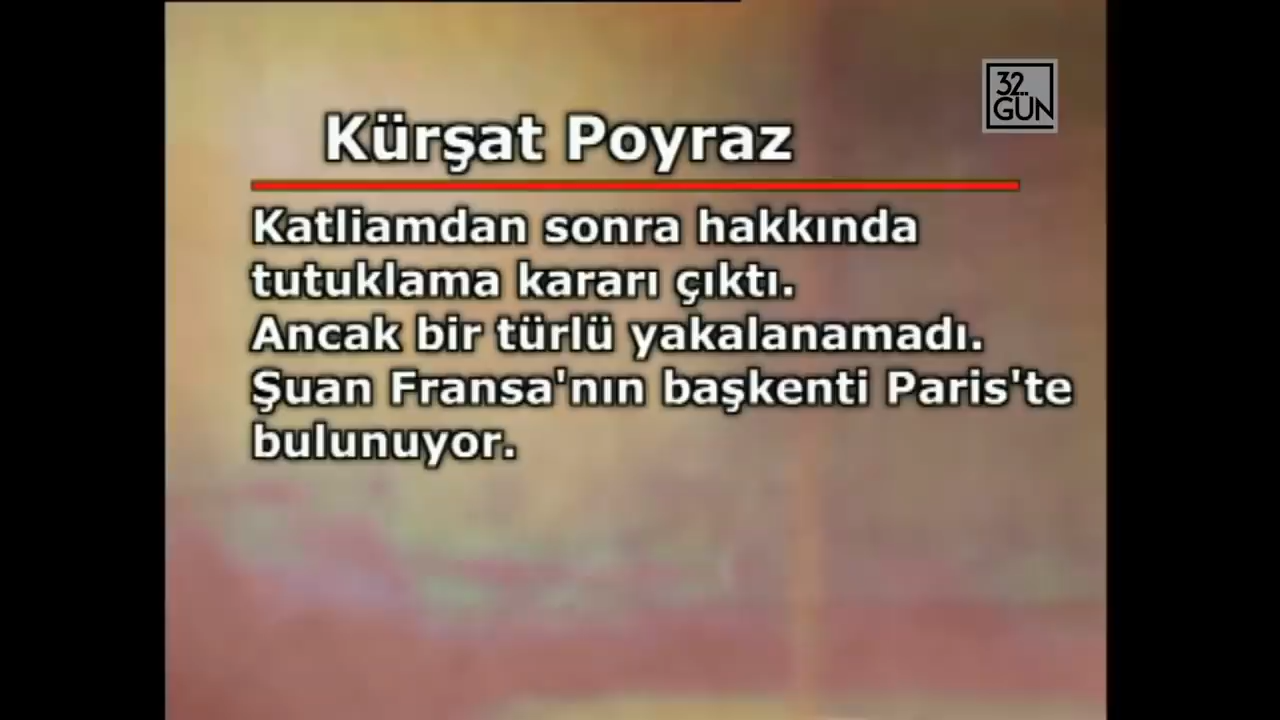 32.
GÜN
Kürşat Poyraz
Katliamdan sonra hakkında
tutuklama kararı çıktı.
Ancak bir türlü yakalanamadı.
Şuan Fransa'nın başkenti Paris'te
bulunuyor.